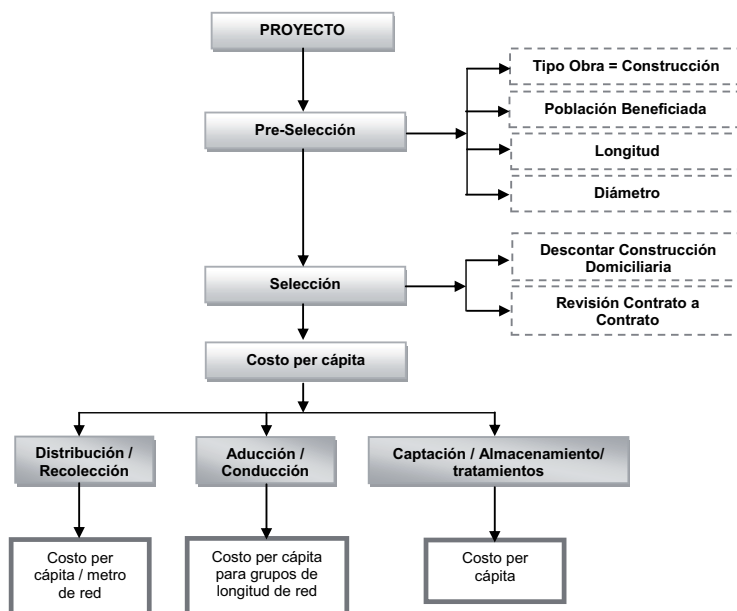 PROYECTO
Tipo Obra = Construcción
Población Beneficiada
Pre-Selección
Longitud
Diámetro
Descontar Construcción
Domiciliaria
Selección
Revisión Contrato a
Contrato
Costo per cápita
Distribución /
Recolección
Aducción /
Conducción
Captación / Almacenamiento/
tratamientos
Costo per
cápita / metro
de red
Costo per cápita
para grupos de
longitud de red
Costo per
cápita